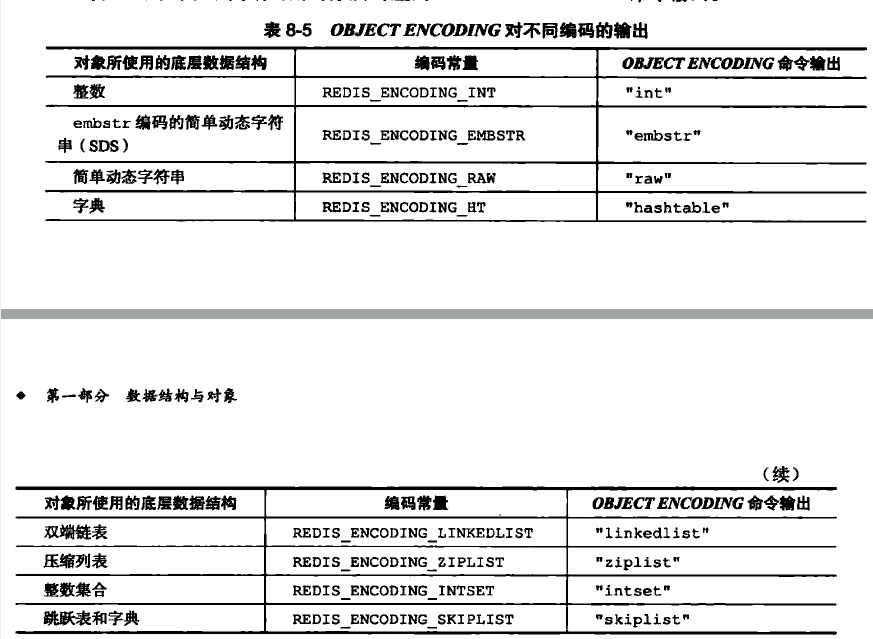 表 8-5 OBJECT ENCODING 对不同编码的输出
对象所使用的底层数据结构 编码常量 OBJECT ENCODING 命令输出
整数 REDIS_ENCODING_INT "int"
embstr 编码的简单动态字符
串（SDS） REDIS_ENCODING_EMBSTR "embstr"
简单动态字符串 REDIS_ENCODING_RAW "raw"
字典 REDIS_ENCODING_HT "hashtable"
◆ 第一部分 数据结构与对象
（续）
对象所使用的底层数据结构 编码常量 OBJECT ENCODING 命令输出
双端链表 REDIS_ENCODING_LINKEDLIST "linkedlist"
压缩列表 REDIS_ENCODING_ZIPLIST "ziplist"
整数集合 REDIS_ENCODING_INTSET "intset"
跳跃表和字典 REDIS_ENCODING_SKIPLIST "skiplist"